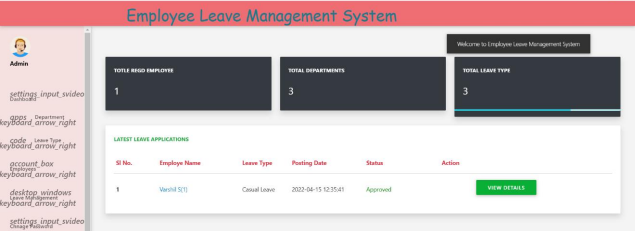 Employee Leave Management System
Welcome to Employee Leave Management System
Admin
TOTLE REGD EMPLOYEE
1
TOTAL DEPARTMENTS
3
TOTAL LEAVE TYPE
3
settings_input_svideo
Dashboard
apps Department
keyboard_arrow_right
code Leave Type
keyboard_arrow_right
account_box
Employees
keyboard_arrow_right
desktop_windows
Leave Management
keyboard_arrow_right
settings_input_svideo
Chnage Password
LATEST LEAVE APPLICATIONS
Sl No. Employe Name Leave Type Posting Date Status Action
1 Varshil S(1) Casual Leave 2022-04-15 12:35:41 Approved VIEW DETAILS